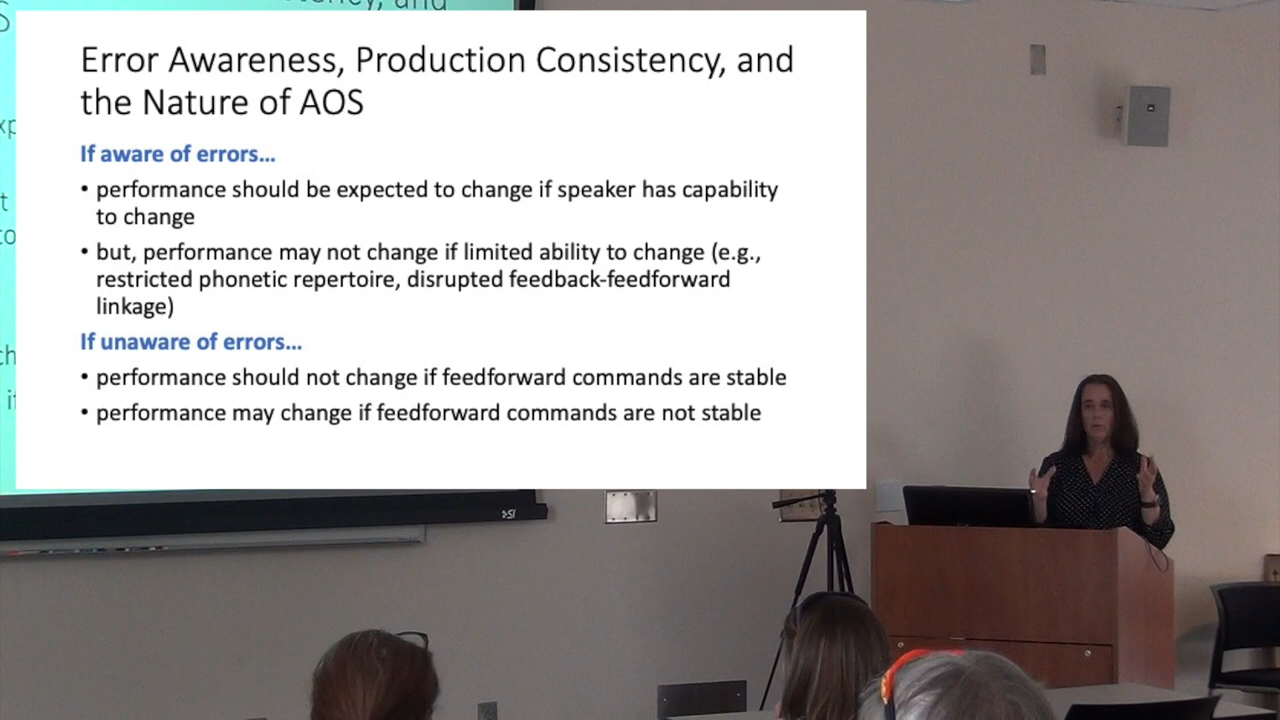 Error Awareness, Production Consistency, and
the Nature of AOS
If aware of errors...
• performance should be expected to change if speaker has capability
to change
• but, performance may not change if limited ability to change (e.g.,
restricted phonetic repertoire, disrupted feedback-feedforward
linkage)
If unaware of errors...
• performance should not change if feedforward commands are stable
• performance may change if feedforward commands are not stable